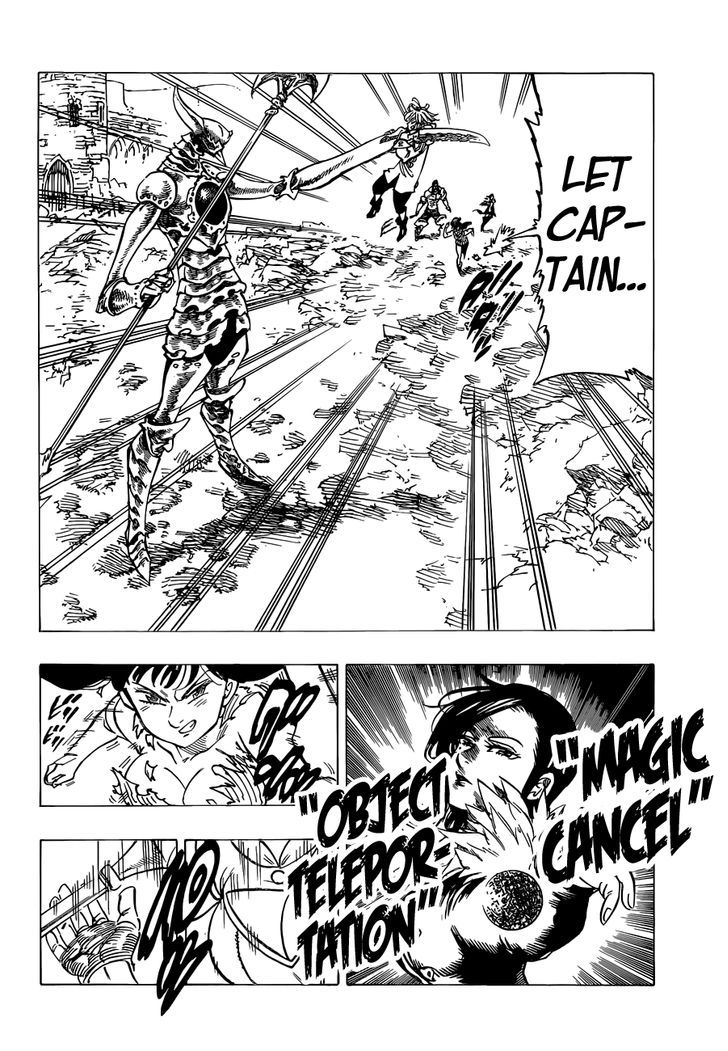 LET
CAP-
TAIN...
"MAGIC
CANCEL"
"OBJECT
TELEPOR-
TATION"